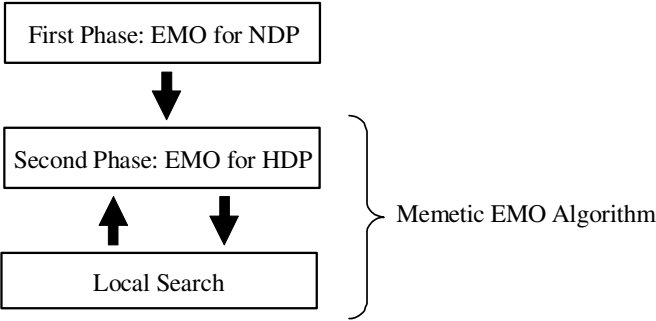 First Phase: EMO for NDP
Second Phase: EMO for HDP
Memetic EMO Algorithm
Local Search